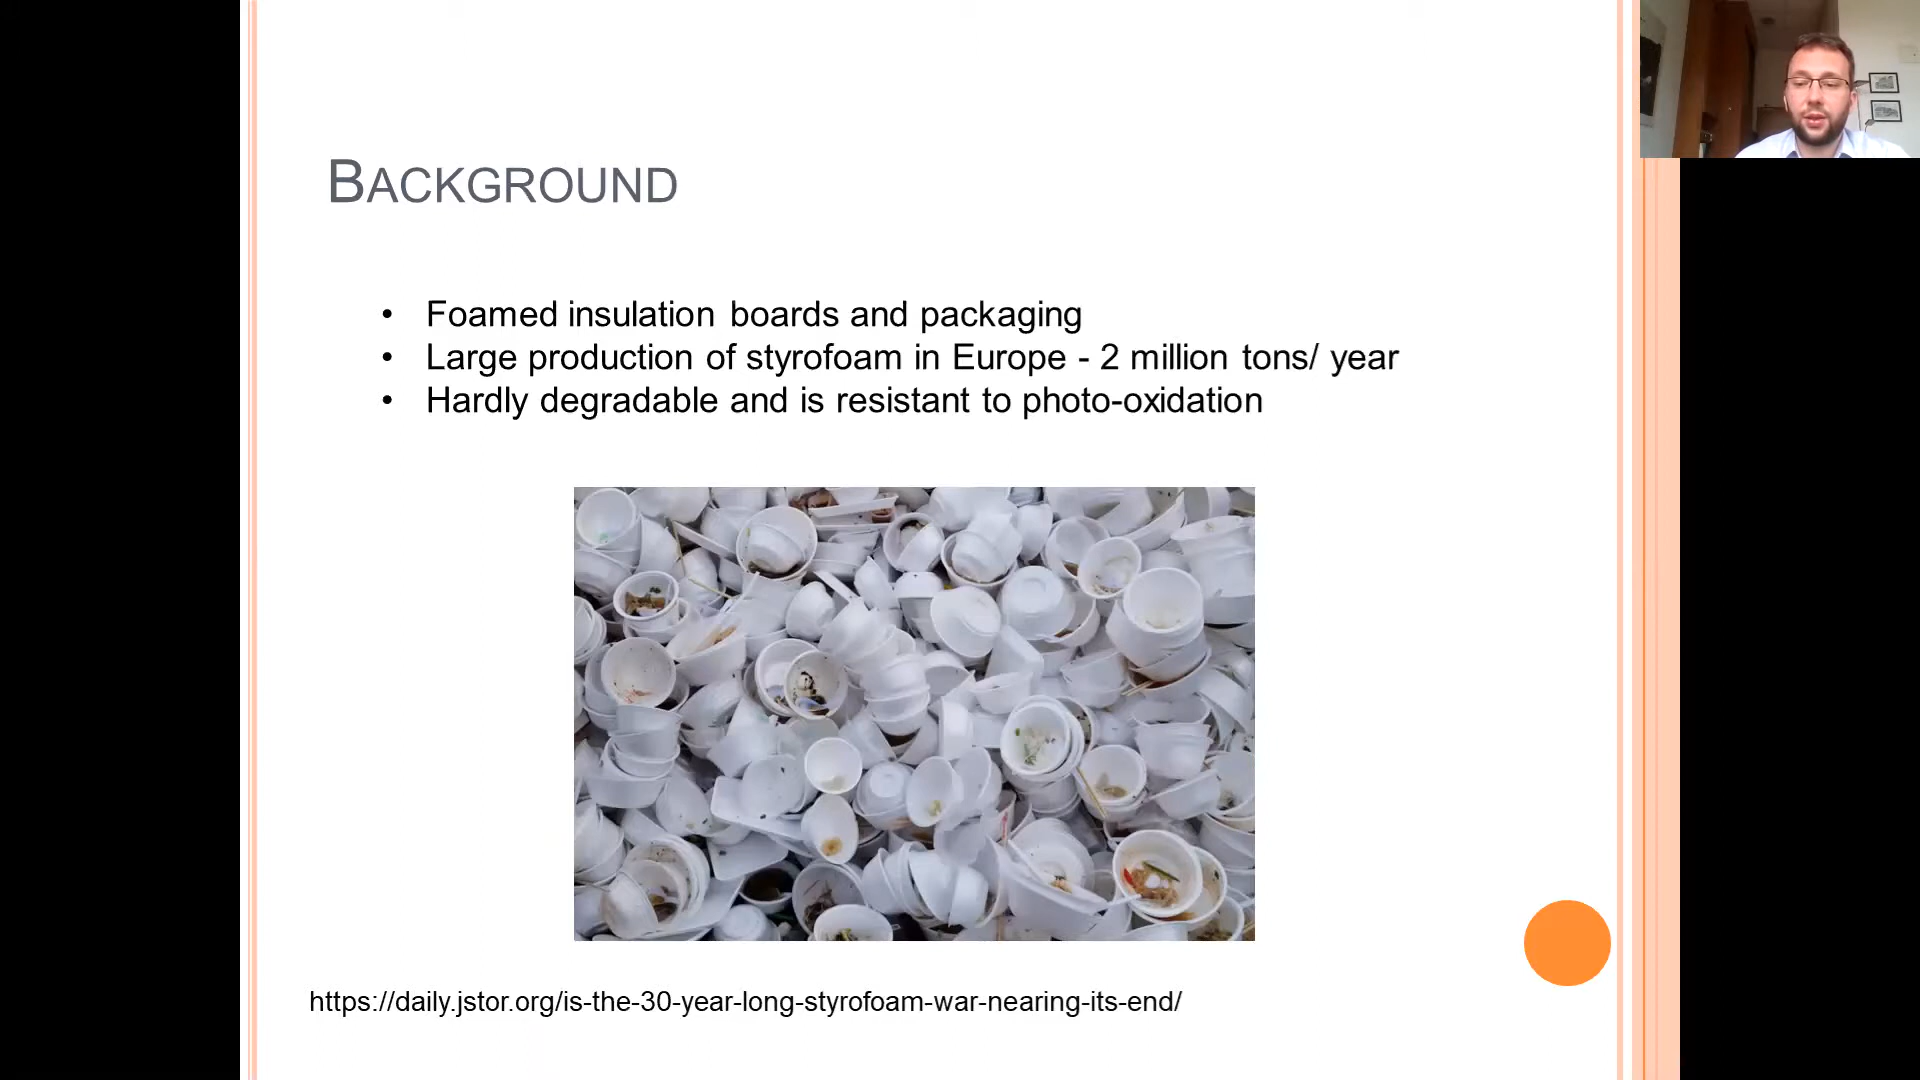 BACKGROUND
• Foamed insulation boards and packaging
• Large production of styrofoam in Europe - 2 million tons/ year
• Hardly degradable and is resistant to photo-oxidation
https://daily.jstor.org/is-the-30-year-long-styrofoam-war-nearing-its-end/